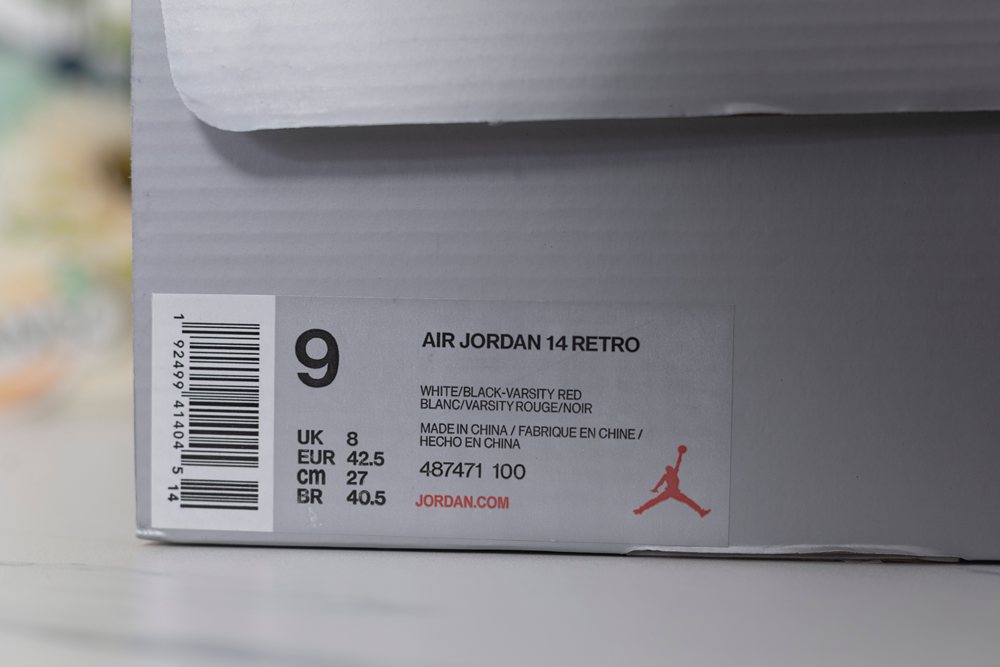 1 92499 41404 5 14
9
UK 8
EUR 42.5
cm 27
BR 40.5
AIR JORDAN 14 RETRO
WHITE/BLACK-VARSITY RED
BLANC/VARSITY ROUGE/NOIR
MADE IN CHINA / FABRIQUE EN CHINE /
HECHO EN CHINA
487471 100
JORDAN.COM